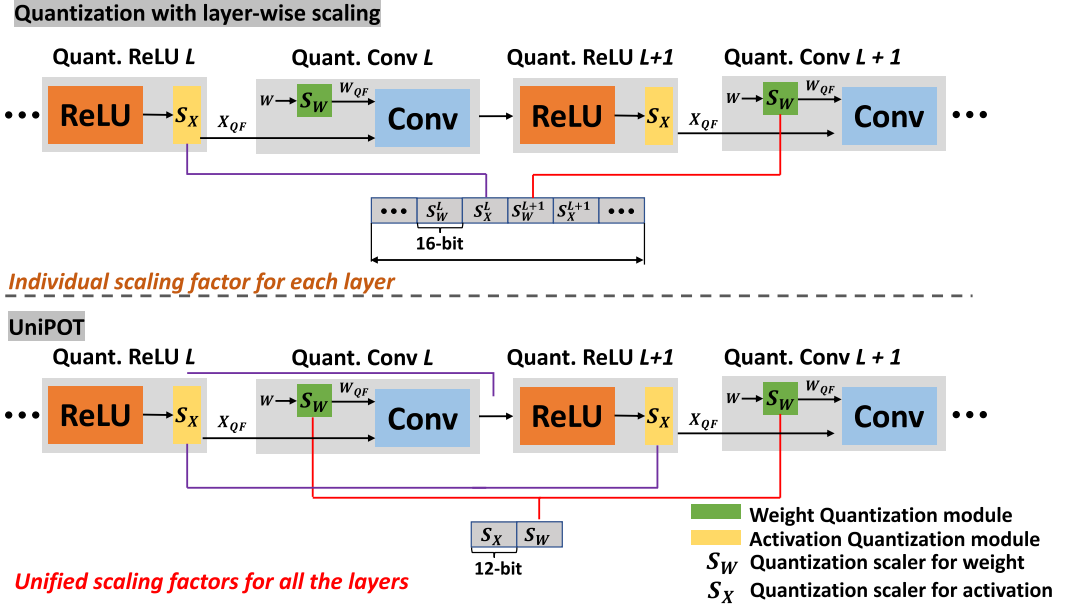 Quantization with layer-wise scaling
Quant. ReLU L
Quant. Conv L
Quant. ReLU L+1
Quant. Conv L + 1
••• ReLU S_X X_QF W S_W W_QF Conv ReLU S_X X_QF W S_W W_QF Conv •••
••• S_W^L S_X^L S_W^{L+1} S_X^{L+1} •••
16-bit
Individual scaling factor for each layer
UniPOT
Quant. ReLU L
Quant. Conv L
Quant. ReLU L+1
Quant. Conv L + 1
••• ReLU S_X X_QF W S_W W_QF Conv ReLU S_X X_QF W S_W W_QF Conv •••
S_X S_W
12-bit
Weight Quantization module
Activation Quantization module
S_W Quantization scaler for weight
S_X Quantization scaler for activation
Unified scaling factors for all the layers